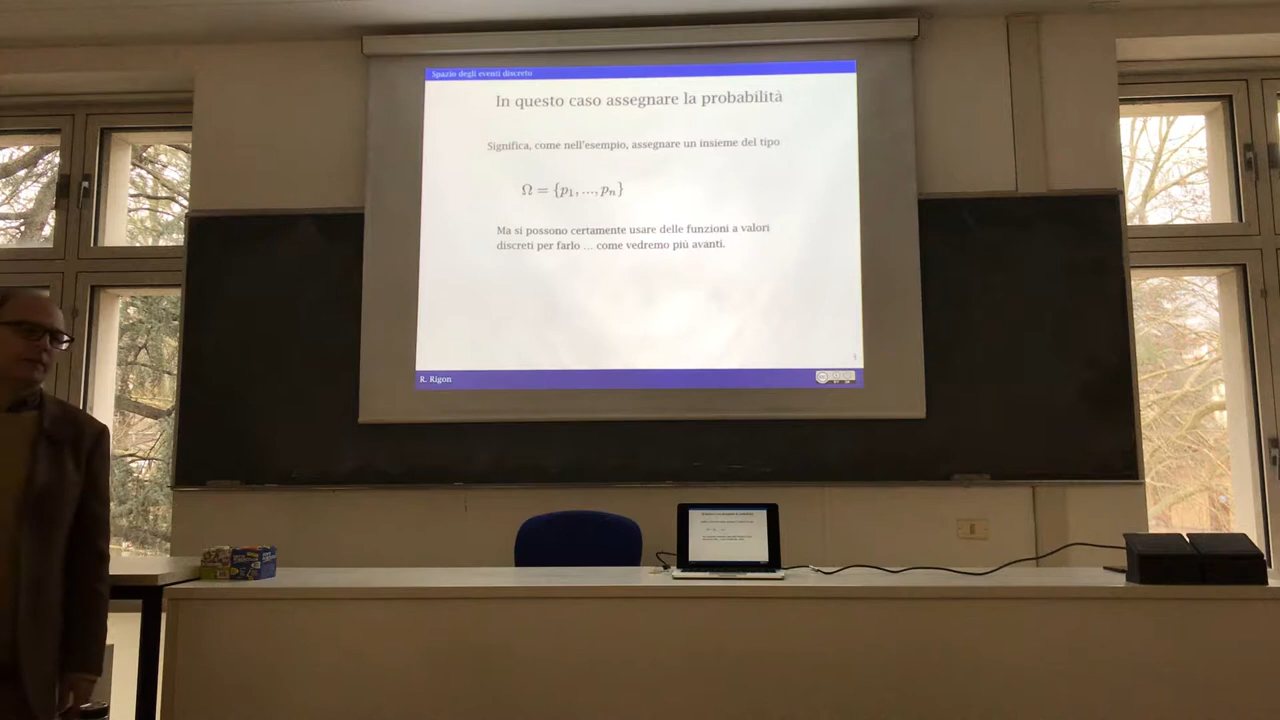 Spazio degli eventi discreto
In questo caso assegnare la probabilità
Significa, come nell'esempio, assegnare un insieme del tipo
Ω = {p₁, ..., pₙ}
Ma si possono certamente usare delle funzioni a valori
discreti per farlo ... come vedremo più avanti.
R. Rigon